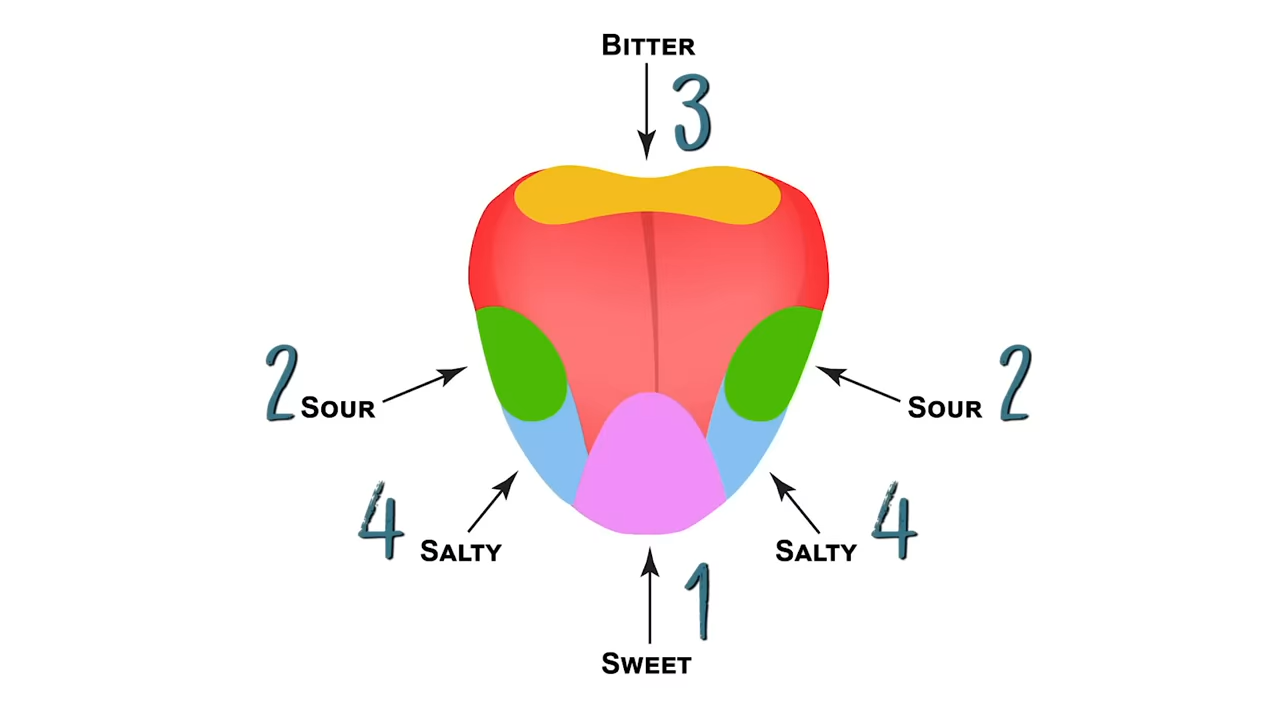 BITTER
3
2 SOUR
SOUR 2
4 SALTY
SALTY 4
1
SWEET